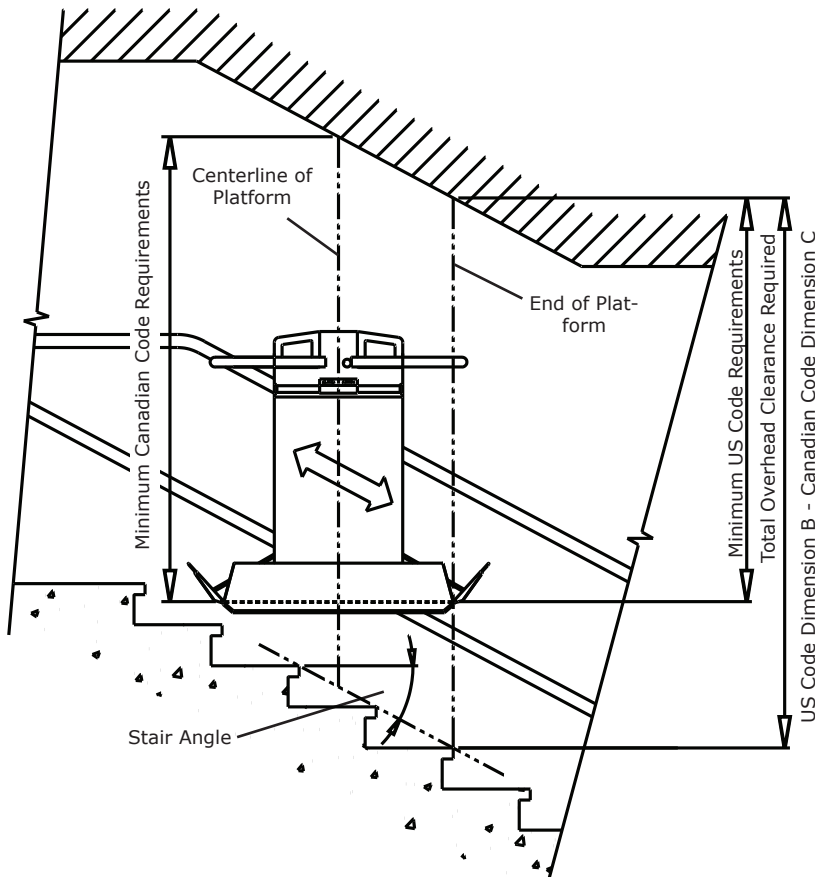 Centerline of
Platform
Minimum Canadian Code Requirements
End of Plat-
form
Minimum US Code Requirements
Total Overhead Clearance Required
US Code Dimension B - Canadian Code Dimension C
Stair Angle